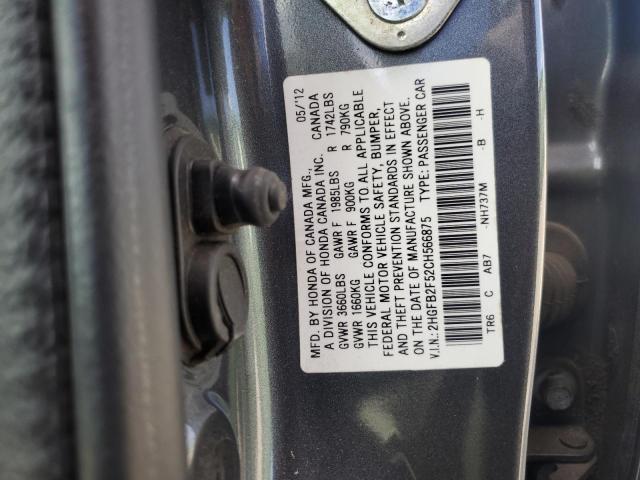 MFD. BY HONDA OF CANADA MFG., 05/'12
A DIVISION OF HONDA CANADA INC. CANADA
GVWR 3660LBS GAWR F 1985LBS R 1742LBS
GVWR 1660KG GAWR F 900KG R 790KG
THIS VEHICLE CONFORMS TO ALL APPLICABLE
FEDERAL MOTOR VEHICLE SAFETY, BUMPER,
AND THEFT PREVENTION STANDARDS IN EFFECT
ON THE DATE OF MANUFACTURE SHOWN ABOVE.
V.I.N.: 2HGFB2F52CH566875 TYPE: PASSENGER CAR
TR6 C AB7 -NH737M -B -H